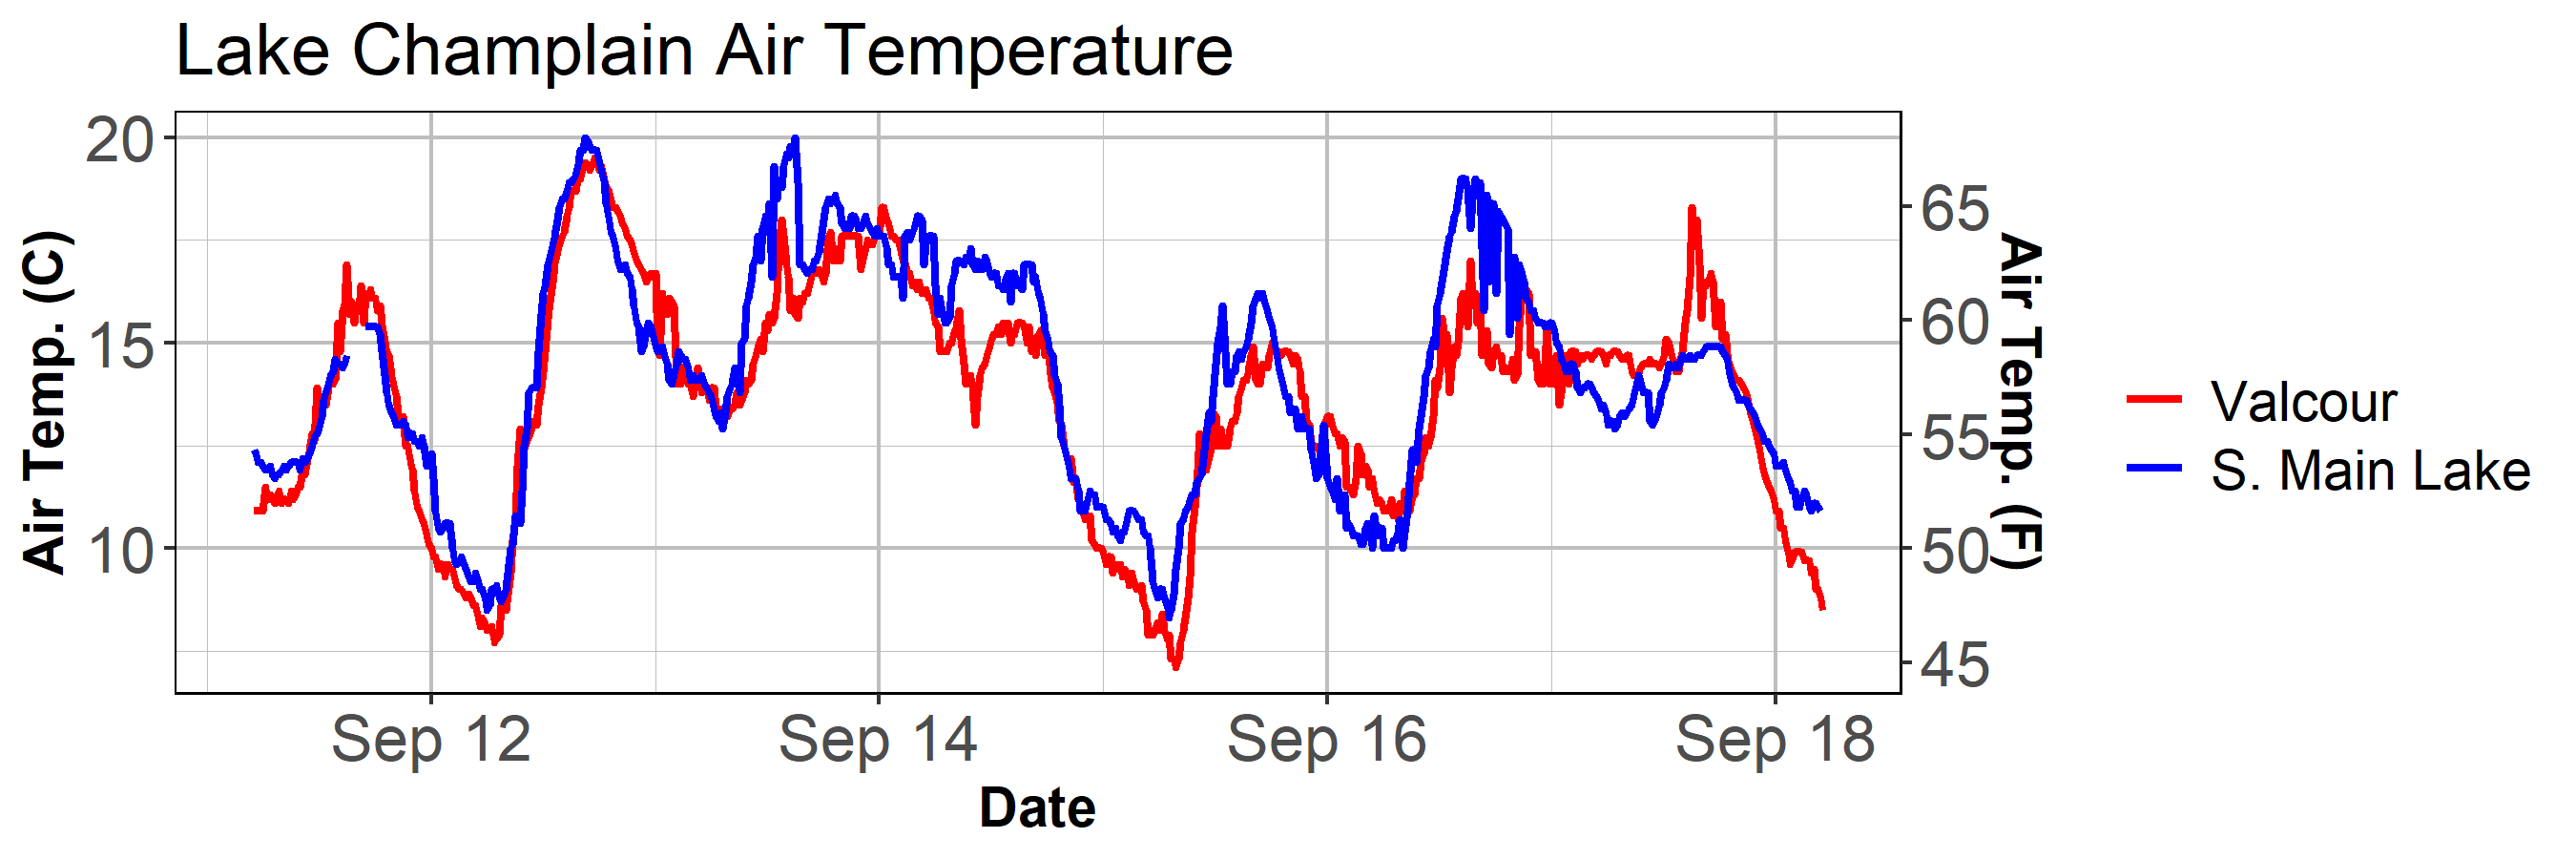 Lake Champlain Air Temperature
Air Temp. (C)
20
15
10
65
60
55
50
45
Air Temp. (F)
Sep 12
Sep 14
Sep 16
Sep 18
Date
Valcour
S. Main Lake